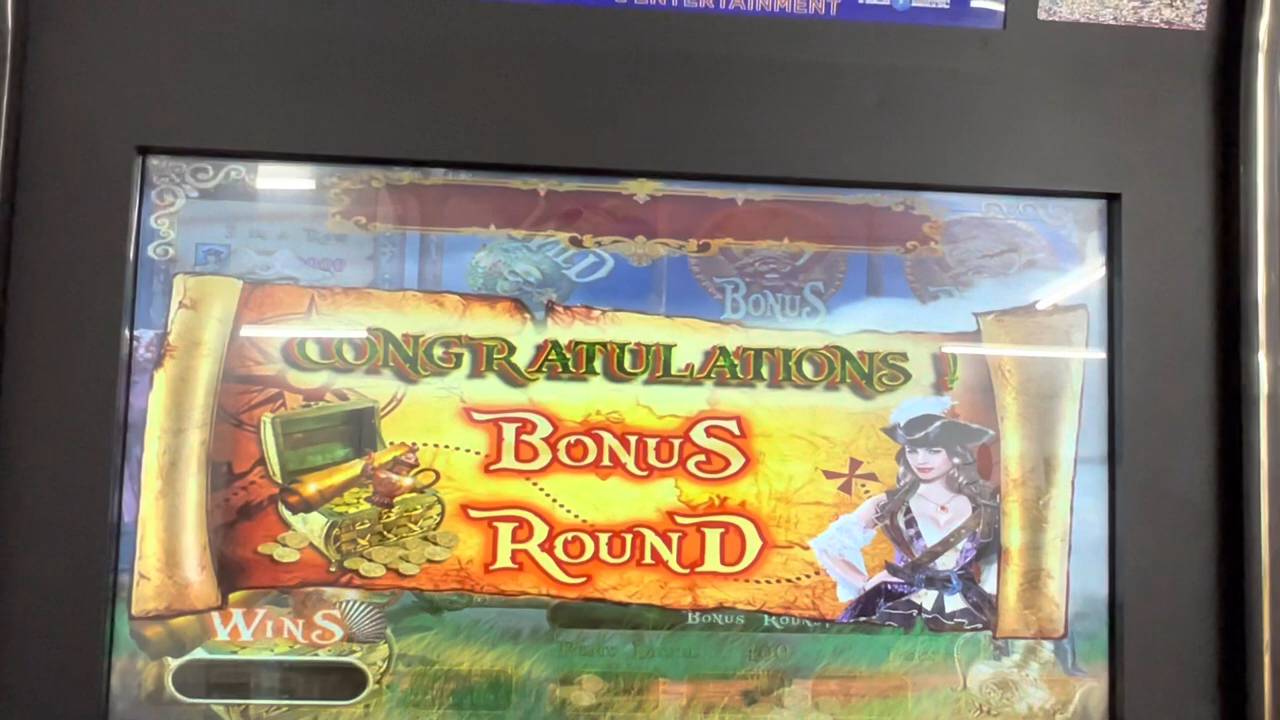 ENTERTAINMENT
WILD
BONUS
CONGRATULATIONS !
BONUS
ROUND
WINS
BONUS ROUND